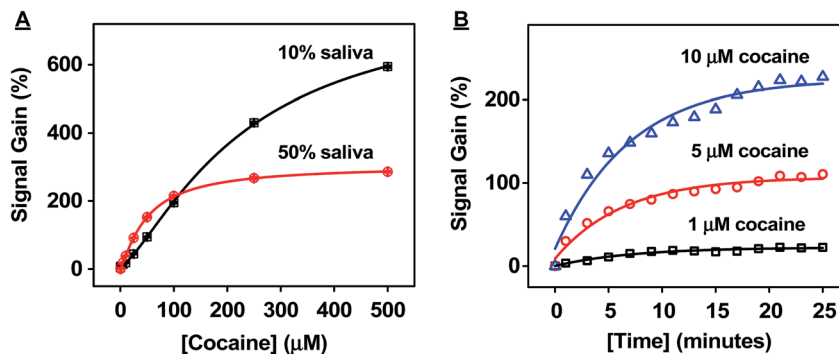 A
Signal Gain (%)
600
400
200
0
10% saliva
50% saliva
0 100 200 300 400 500
[Cocaine] (μM)
B
Signal Gain (%)
200
100
0
10 μM cocaine
5 μM cocaine
1 μM cocaine
0 5 10 15 20 25
[Time] (minutes)